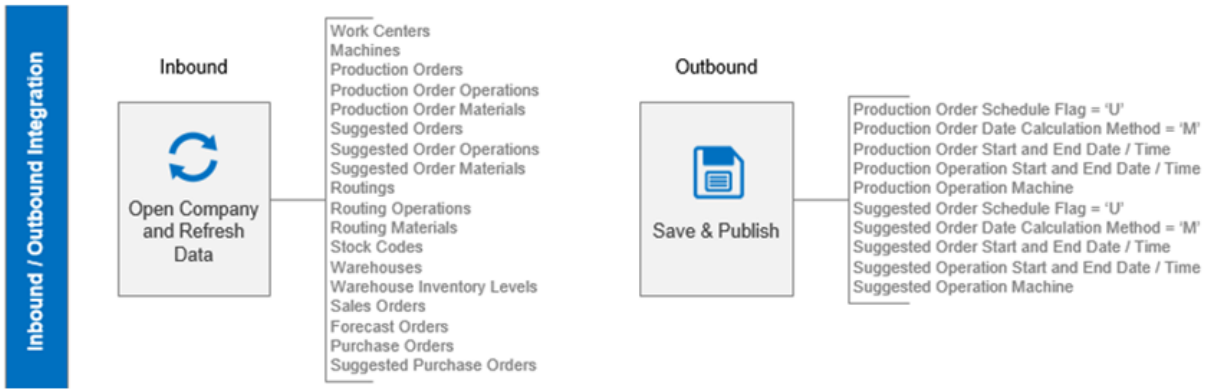 Inbound / Outbound Integration
Inbound
Open Company
and Refresh
Data
Work Centers
Machines
Production Orders
Production Order Operations
Production Order Materials
Suggested Orders
Suggested Order Operations
Suggested Order Materials
Routings
Routing Operations
Routing Materials
Stock Codes
Warehouses
Warehouse Inventory Levels
Sales Orders
Forecast Orders
Purchase Orders
Suggested Purchase Orders
Outbound
Save & Publish
Production Order Schedule Flag = ‘U’
Production Order Date Calculation Method = ‘M’
Production Order Start and End Date / Time
Production Operation Start and End Date / Time
Production Operation Machine
Suggested Order Schedule Flag = ‘U’
Suggested Order Date Calculation Method = ‘M’
Suggested Order Start and End Date / Time
Suggested Operation Start and End Date / Time
Suggested Operation Machine